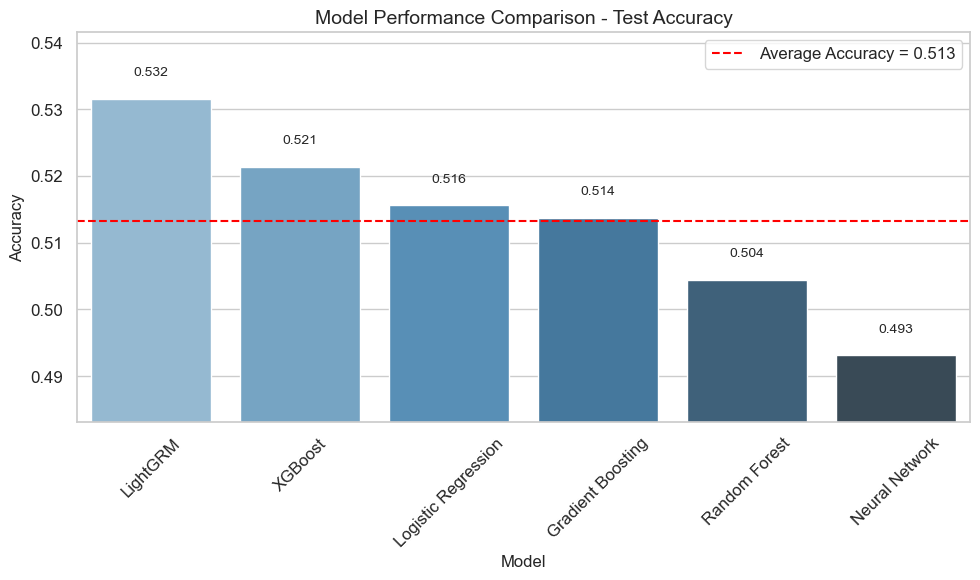 Model Performance Comparison - Test Accuracy
Average Accuracy = 0.513
Accuracy
0.54
0.53
0.52
0.51
0.50
0.49
0.532
0.521
0.516
0.514
0.504
0.493
LightGRM
XGBoost
Logistic Regression
Gradient Boosting
Random Forest
Neural Network
Model